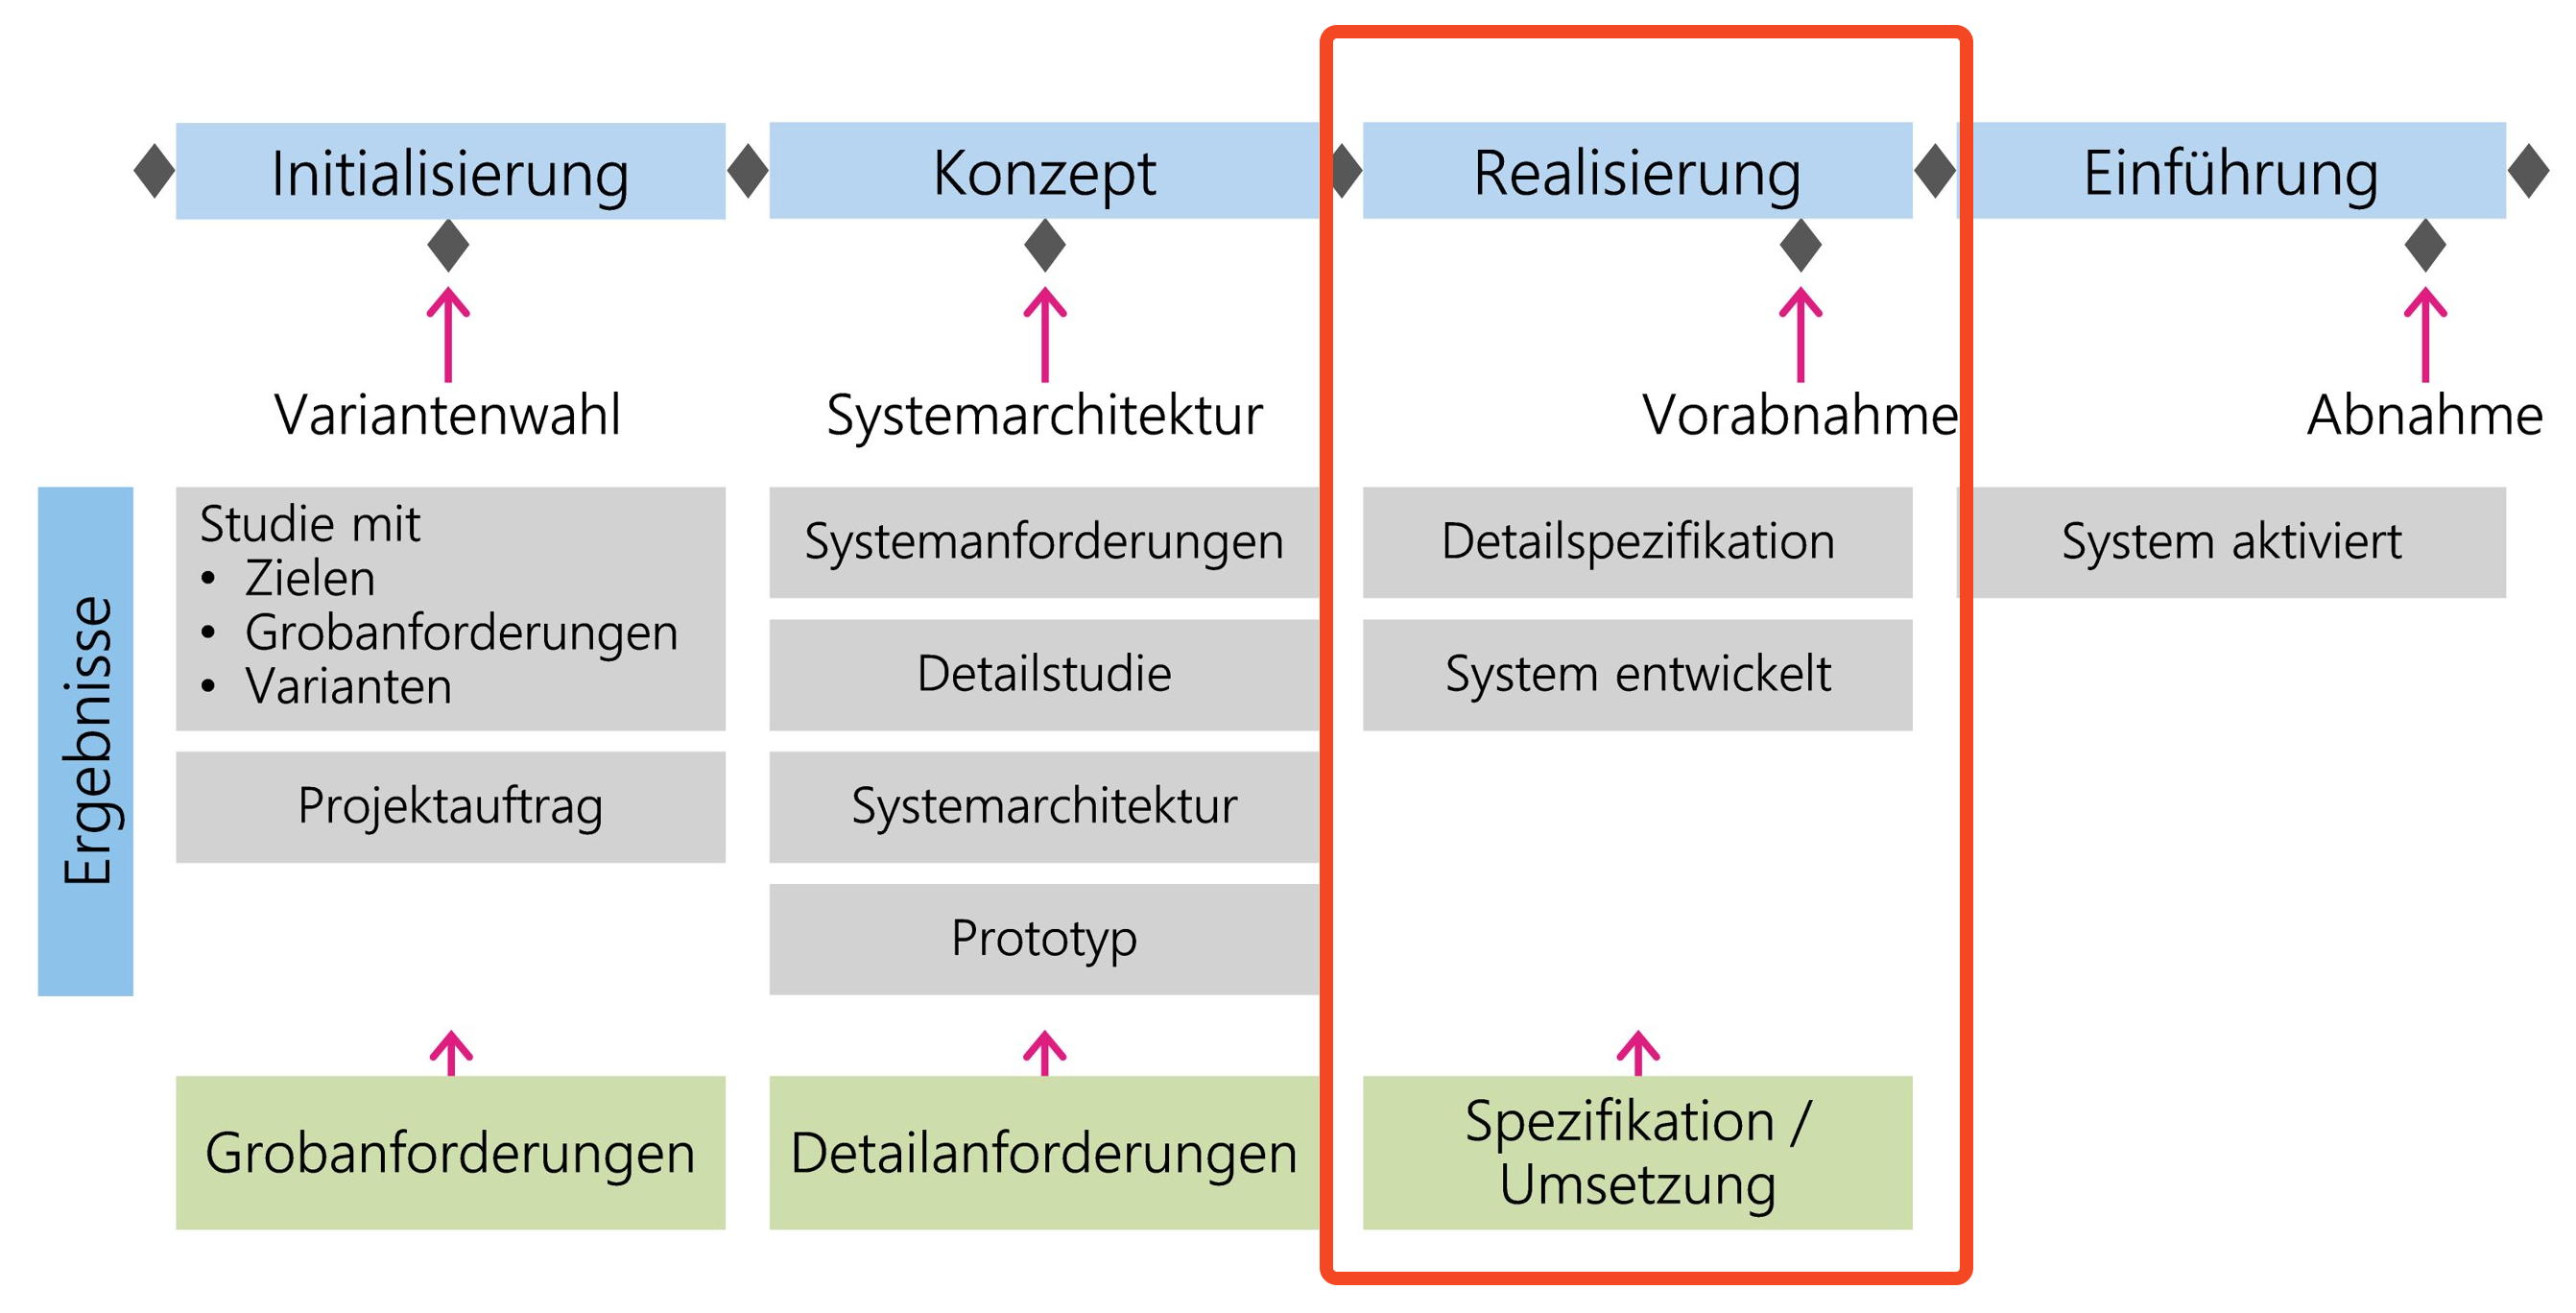 Initialisierung
Konzept
Realisierung
Einführung
Variantenwahl
Systemarchitektur
Vorabnahme
Abnahme
Ergebnisse
Studie mit
• Zielen
• Grobanforderungen
• Varianten
Projektauftrag
Systemanforderungen
Detailstudie
Systemarchitektur
Prototyp
Detailspezifikation
System entwickelt
System aktiviert
Grobanforderungen
Detailanforderungen
Spezifikation /
Umsetzung